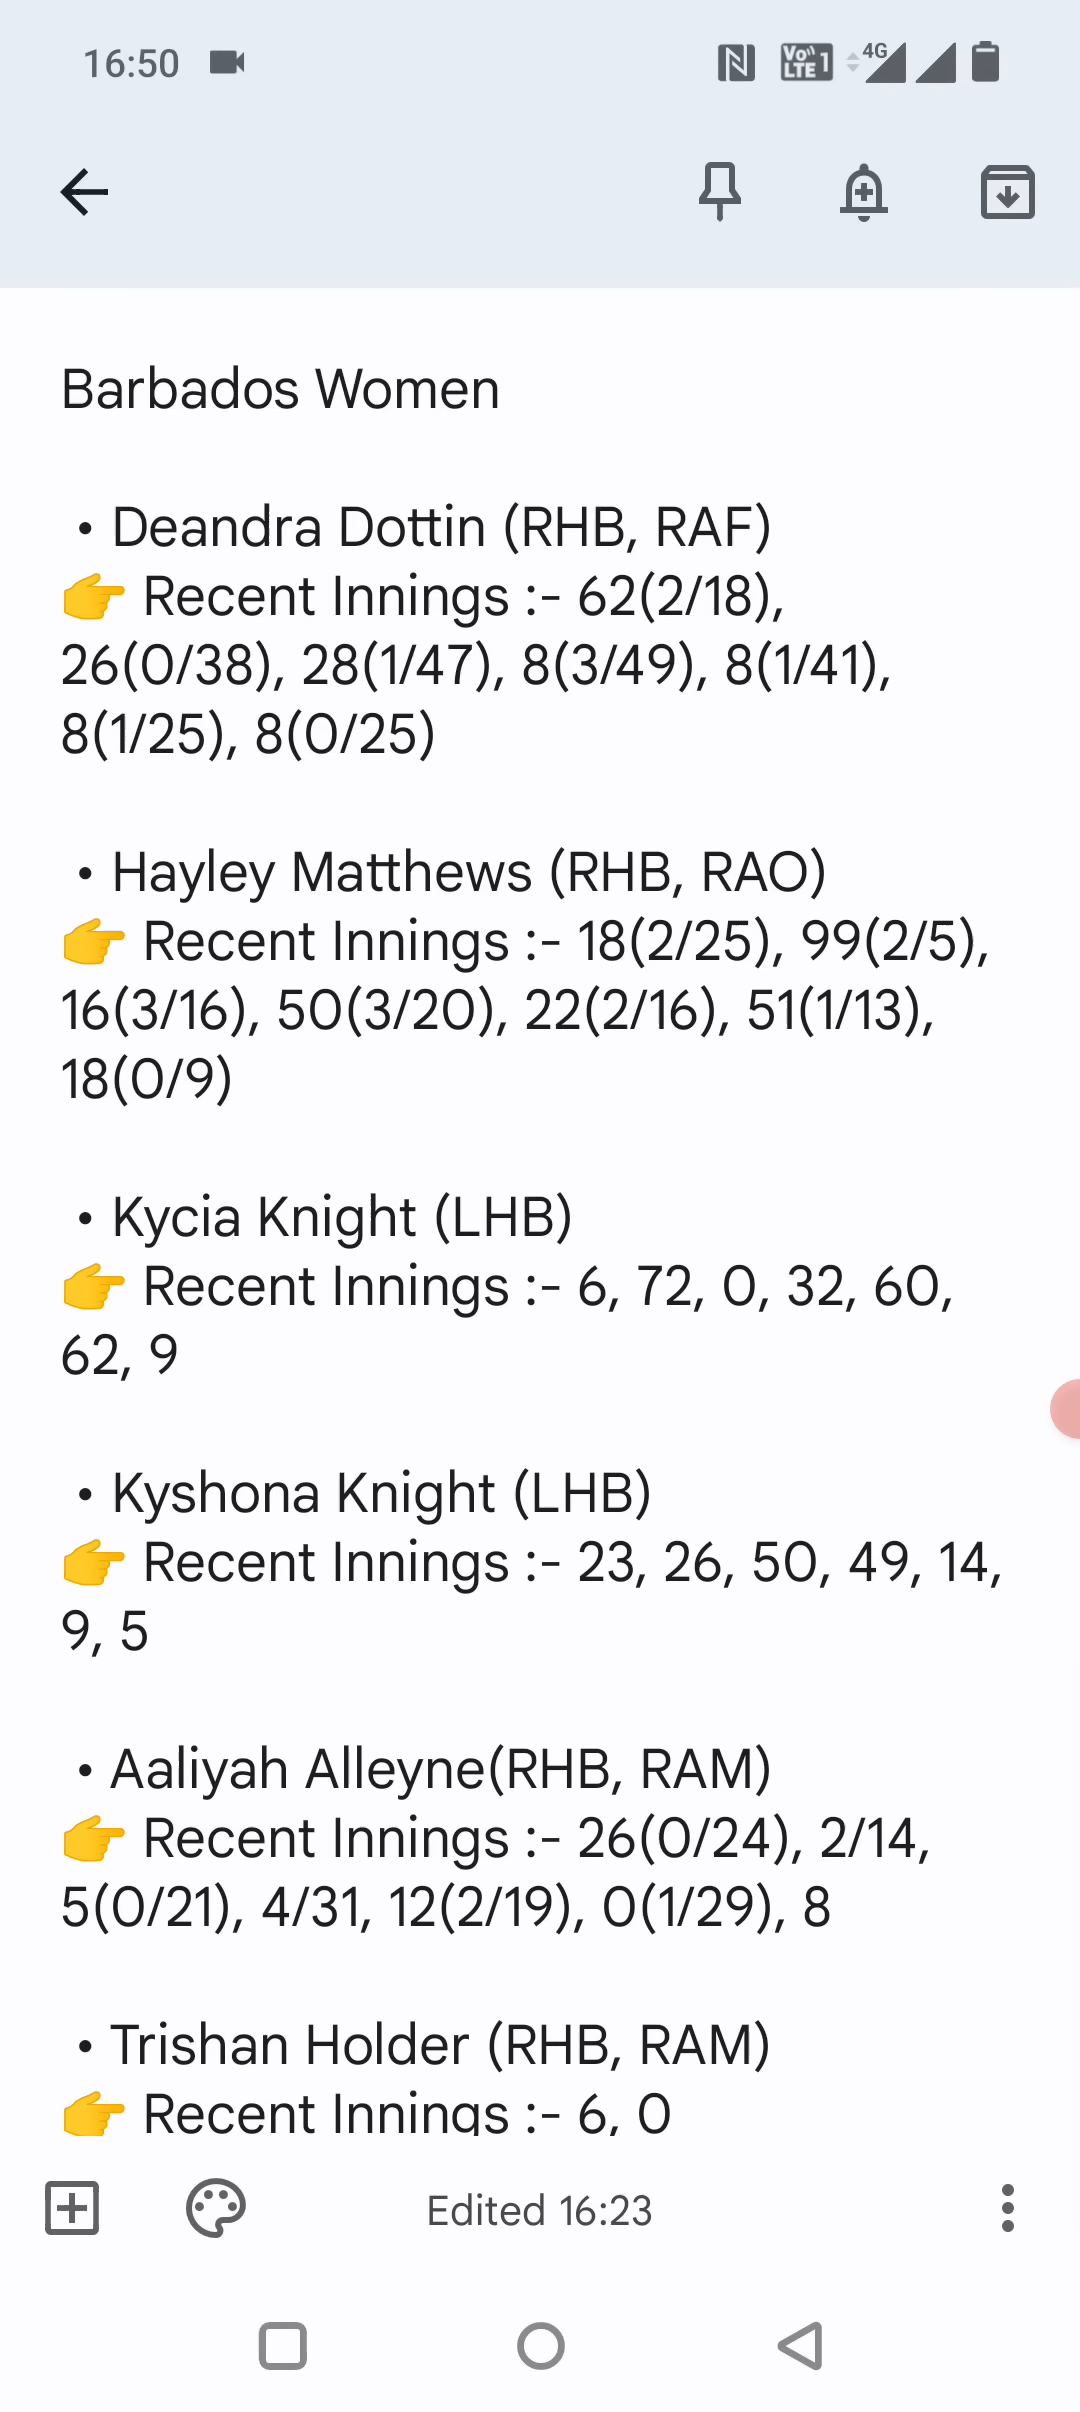 16:50
Vo)) LTE 1
4G
Barbados Women
• Deandra Dottin (RHB, RAF)
👉 Recent Innings :- 62(2/18),
26(0/38), 28(1/47), 8(3/49), 8(1/41),
8(1/25), 8(0/25)
• Hayley Matthews (RHB, RAO)
👉 Recent Innings :- 18(2/25), 99(2/5),
16(3/16), 50(3/20), 22(2/16), 51(1/13),
18(0/9)
• Kycia Knight (LHB)
👉 Recent Innings :- 6, 72, 0, 32, 60,
62, 9
• Kyshona Knight (LHB)
👉 Recent Innings :- 23, 26, 50, 49, 14,
9, 5
• Aaliyah Alleyne(RHB, RAM)
👉 Recent Innings :- 26(0/24), 2/14,
5(0/21), 4/31, 12(2/19), 0(1/29), 8
• Trishan Holder (RHB, RAM)
👉 Recent Innings :- 6, 0
Edited 16:23